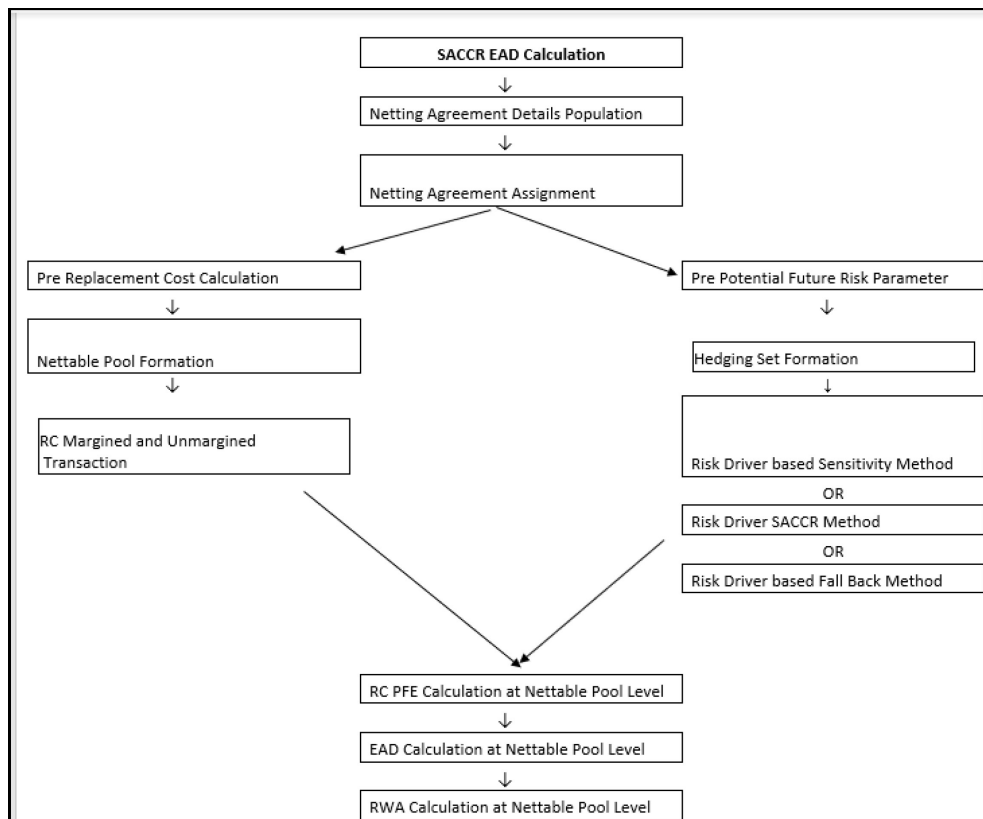 SACCR EAD Calculation
Netting Agreement Details Population
Netting Agreement Assignment
Pre Replacement Cost Calculation
Nettable Pool Formation
RC Margined and Unmargined
Transaction
Pre Potential Future Risk Parameter
Hedging Set Formation
Risk Driver based Sensitivity Method
OR
Risk Driver SACCR Method
OR
Risk Driver based Fall Back Method
RC PFE Calculation at Nettable Pool Level
EAD Calculation at Nettable Pool Level
RWA Calculation at Nettable Pool Level